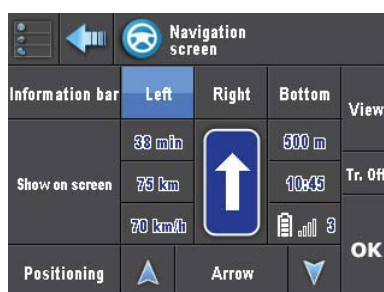 Navigation
screen
Information bar
Left
Right
Bottom
View
38 min
500 m
Show on screen
75 km
10:45
Tr. Off
70 km/h
3
OK
Positioning
Arrow